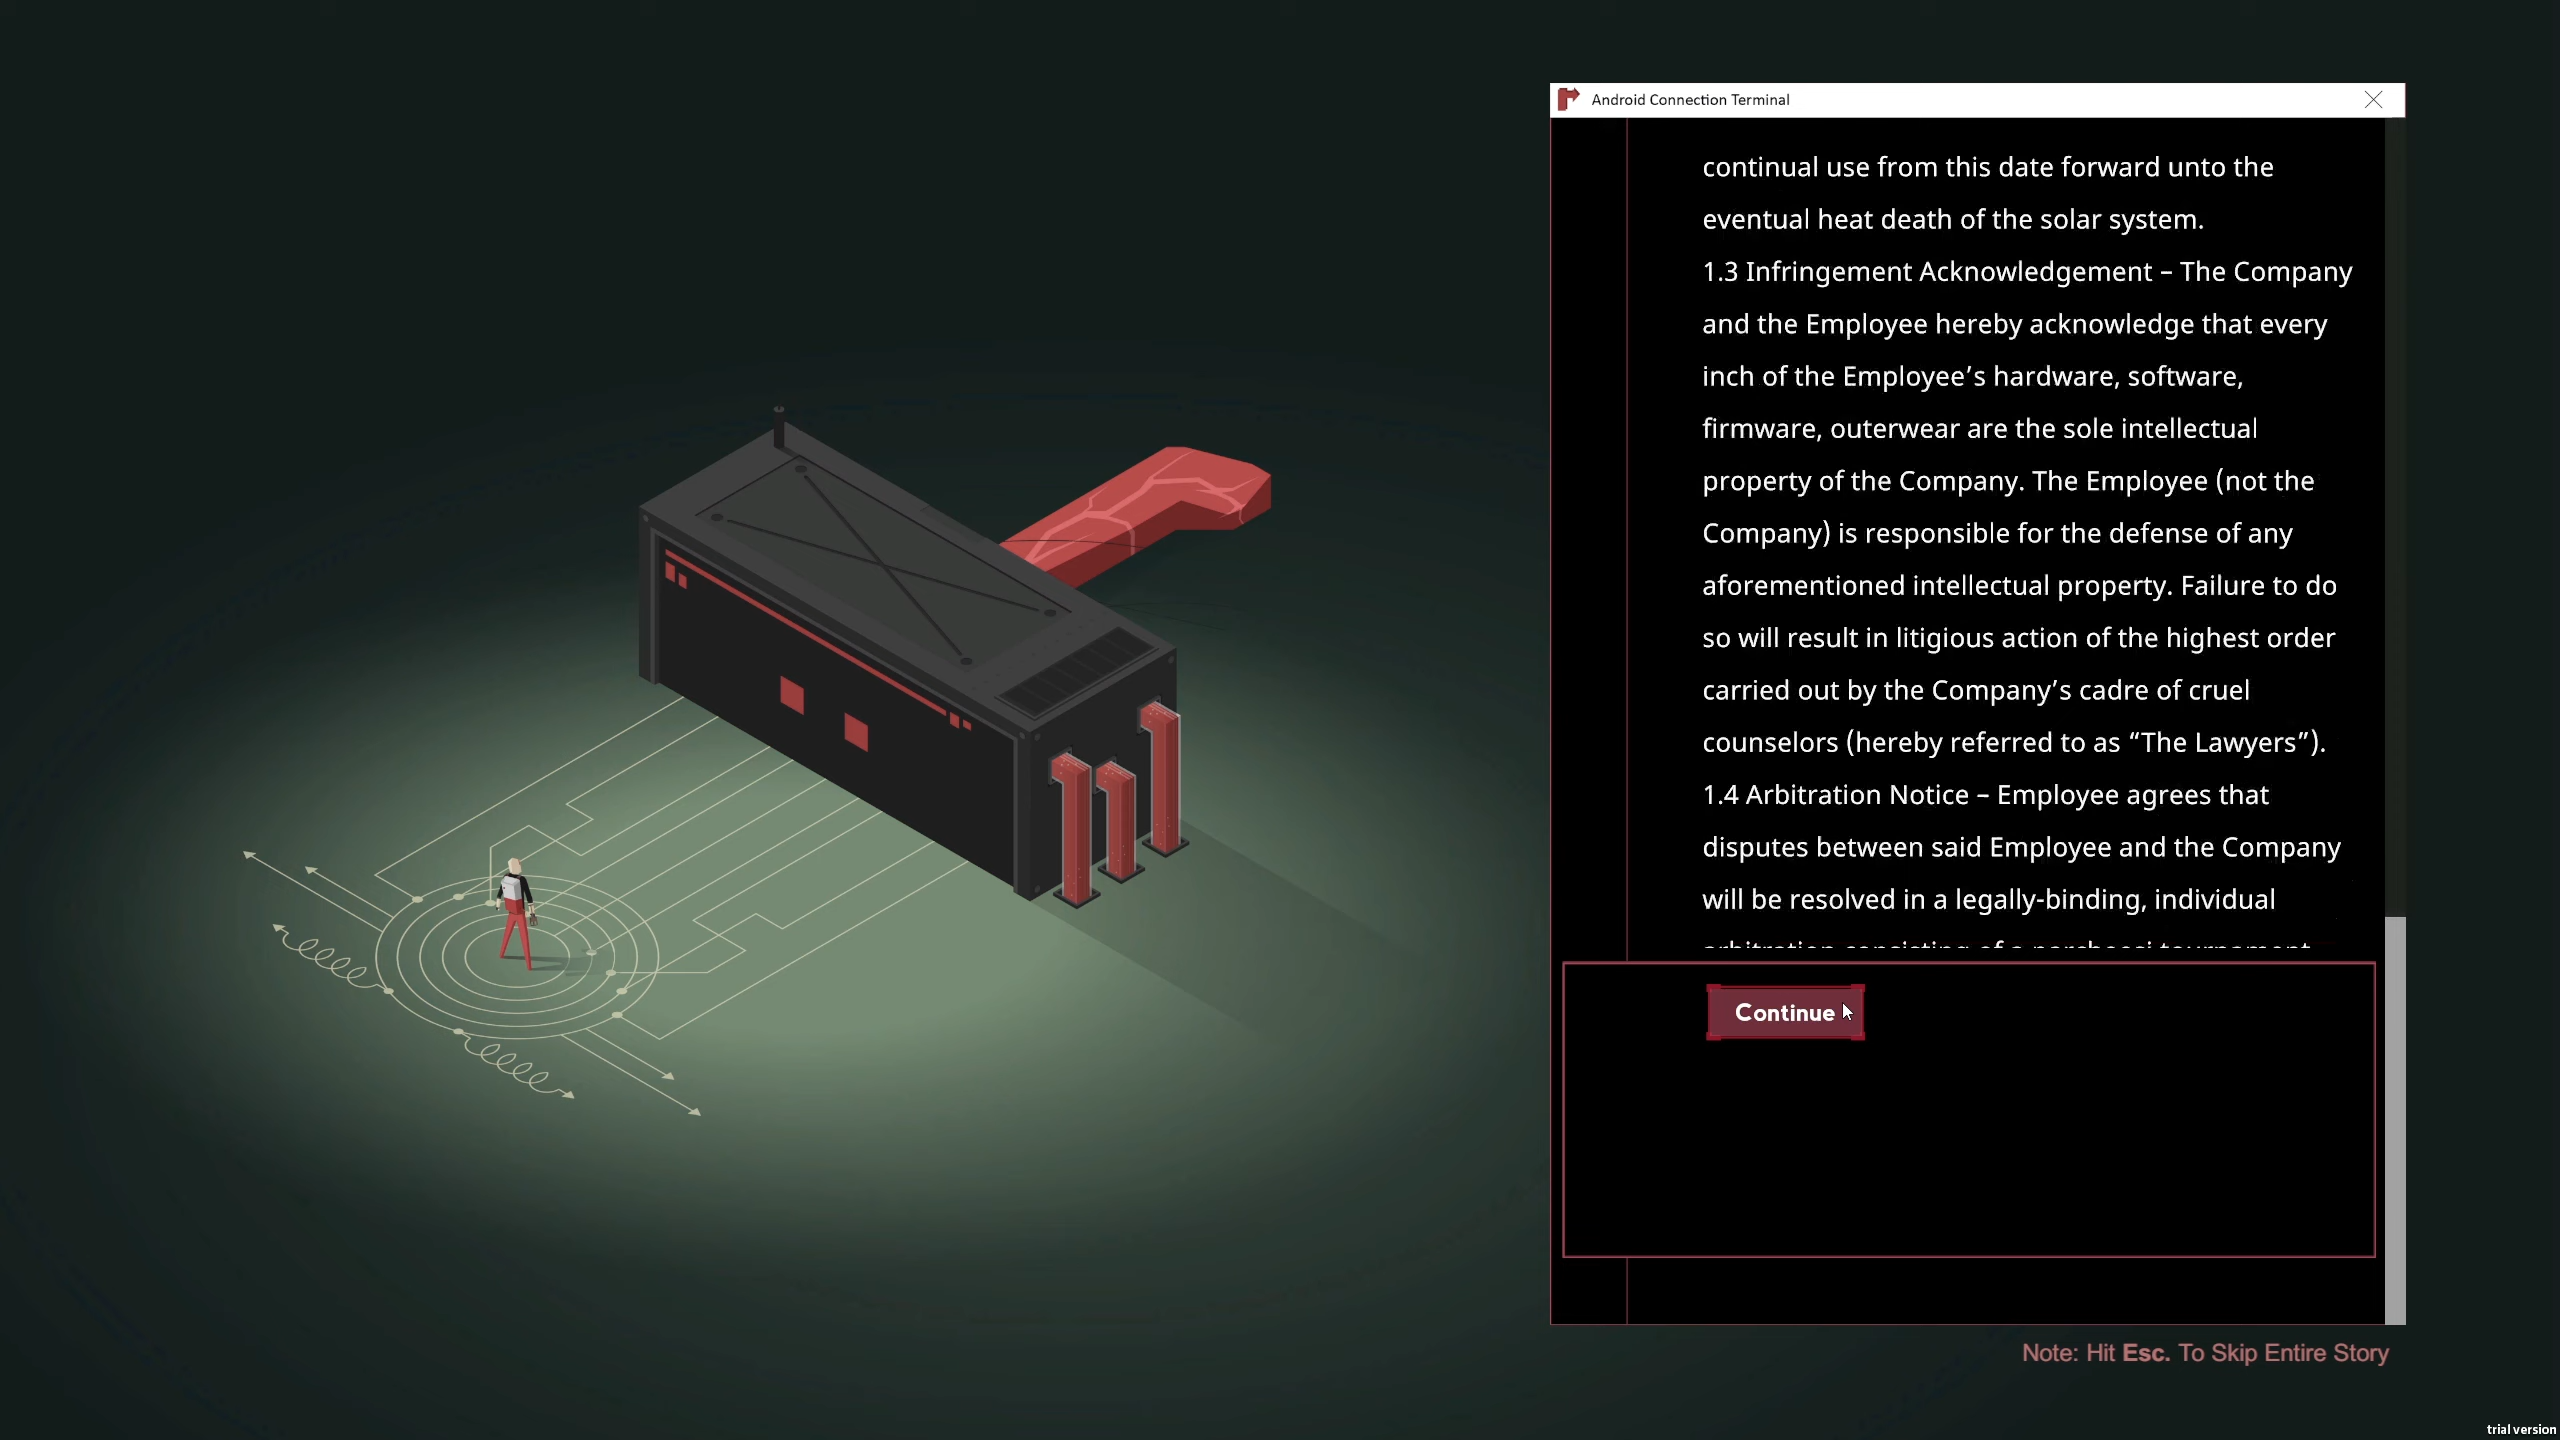 Android Connection Terminal
continual use from this date forward unto the
eventual heat death of the solar system.
1.3 Infringement Acknowledgement – The Company
and the Employee hereby acknowledge that every
inch of the Employee’s hardware, software,
firmware, outerwear are the sole intellectual
property of the Company. The Employee (not the
Company) is responsible for the defense of any
aforementioned intellectual property. Failure to do
so will result in litigious action of the highest order
carried out by the Company’s cadre of cruel
counselors (hereby referred to as “The Lawyers”).
1.4 Arbitration Notice – Employee agrees that
disputes between said Employee and the Company
will be resolved in a legally-binding, individual
arbitration consisting of a parcheesi tournament
Continue
Note: Hit Esc. To Skip Entire Story
trial version